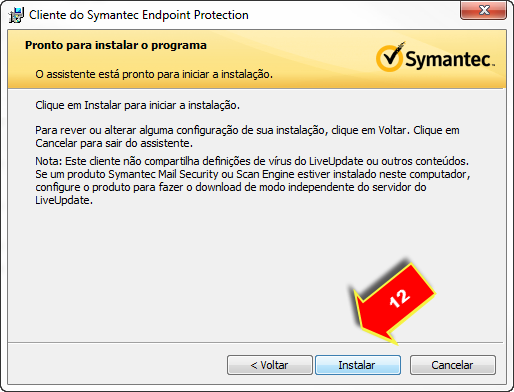 Cliente do Symantec Endpoint Protection
Pronto para instalar o programa
O assistente está pronto para iniciar a instalação.
Symantec.
Clique em Instalar para iniciar a instalação.
Para rever ou alterar alguma configuração de sua instalação, clique em Voltar. Clique em
Cancelar para sair do assistente.
Nota: Este cliente não compartilha definições de vírus do LiveUpdate ou outros conteúdos.
Se um produto Symantec Mail Security ou Scan Engine estiver instalado neste computador,
configure o produto para fazer o download de modo independente do servidor do
LiveUpdate.
12
< Voltar
Instalar
Cancelar